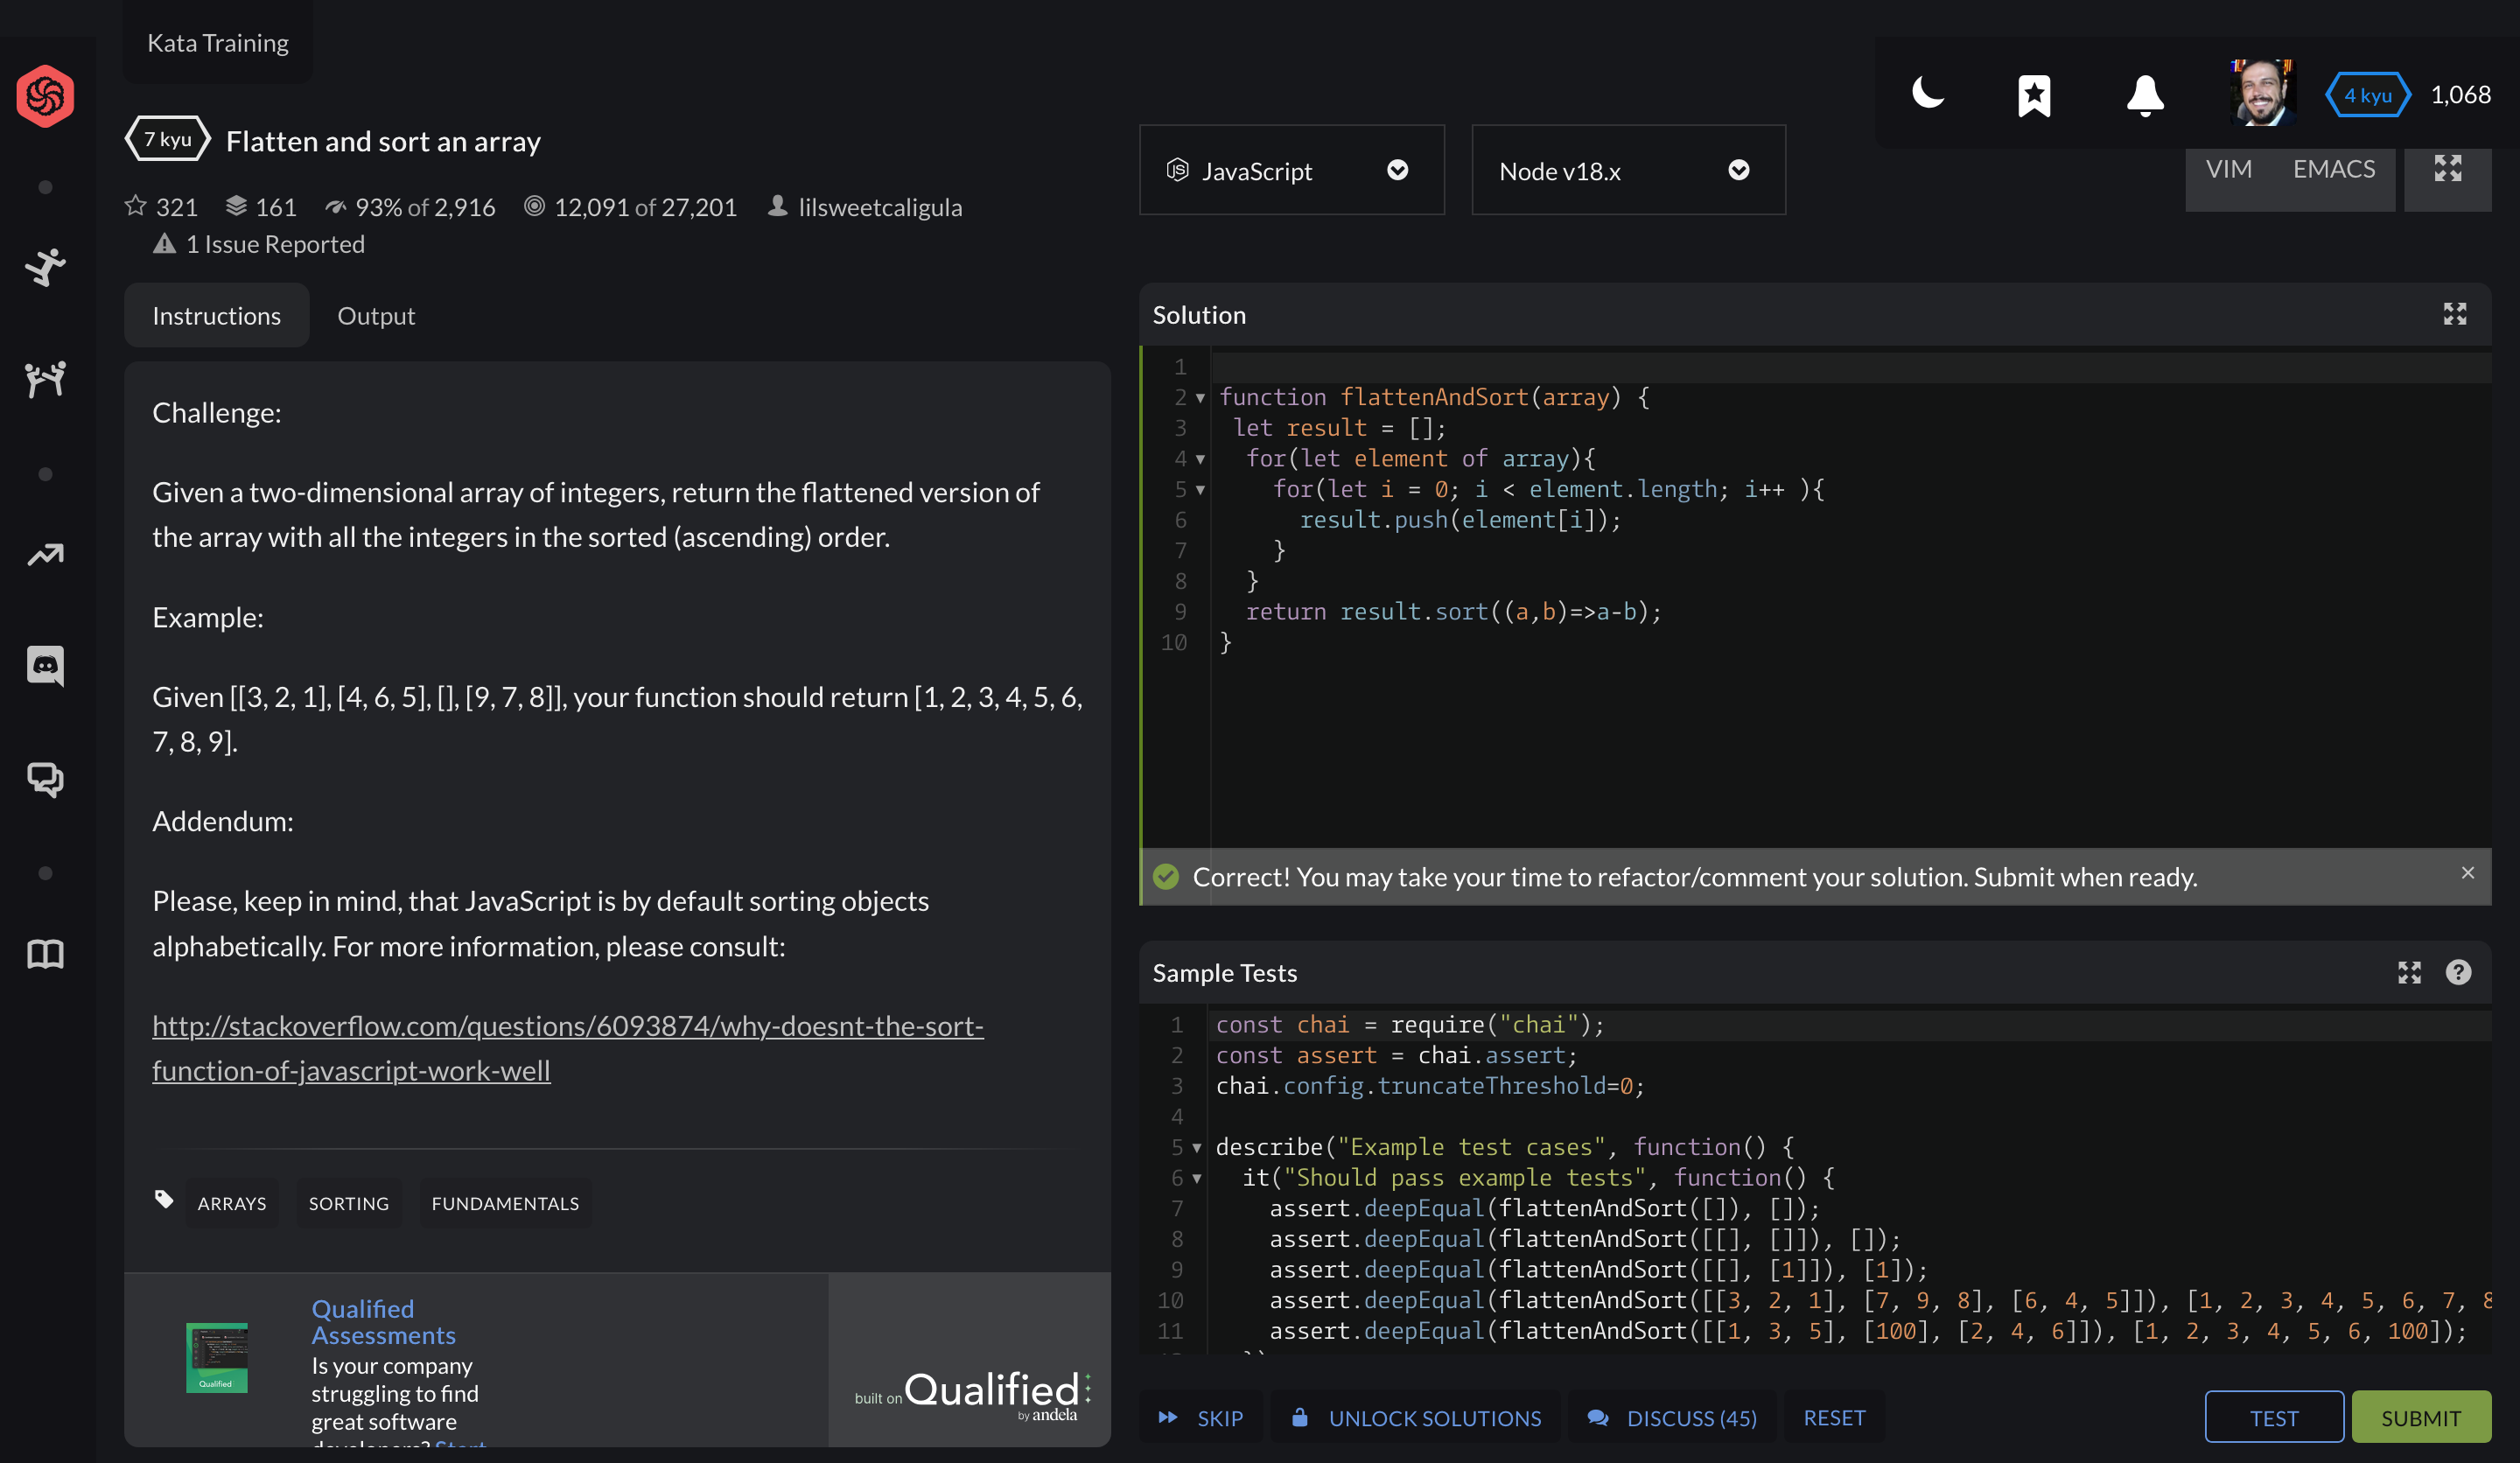 Kata Training
4 kyu
1,068
7 kyu
Flatten and sort an array
321
161
93% of 2,916
12,091 of 27,201
lilsweetcaligula
1 Issue Reported
Instructions
Output
Challenge:
Given a two-dimensional array of integers, return the flattened version of
the array with all the integers in the sorted (ascending) order.
Example:
Given [[3, 2, 1], [4, 6, 5], [], [9, 7, 8]], your function should return [1, 2, 3, 4, 5, 6,
7, 8, 9].
Addendum:
Please, keep in mind, that JavaScript is by default sorting objects
alphabetically. For more information, please consult:
http://stackoverflow.com/questions/6093874/why-doesnt-the-sort-
function-of-javascript-work-well
ARRAYS
SORTING
FUNDAMENTALS
Qualified
Qualified
Assessments
Is your company
struggling to find
great software
developers? Start
built on Qualified
by andela
JS JavaScript
Node v18.x
VIM
EMACS
Solution
1
2 function flattenAndSort(array) {
3 let result = [];
4 for(let element of array){
5 for(let i = 0; i < element.length; i++ ){
6 result.push(element[i]);
7 }
8 }
9 return result.sort((a,b)=>a-b);
10 }
Correct! You may take your time to refactor/comment your solution. Submit when ready.
Sample Tests
1 const chai = require("chai");
2 const assert = chai.assert;
3 chai.config.truncateThreshold=0;
4
5 describe("Example test cases", function() {
6 it("Should pass example tests", function() {
7 assert.deepEqual(flattenAndSort([]), []);
8 assert.deepEqual(flattenAndSort([[], []]), []);
9 assert.deepEqual(flattenAndSort([[], [1]]), [1]);
10 assert.deepEqual(flattenAndSort([[3, 2, 1], [7, 9, 8], [6, 4, 5]]), [1, 2, 3, 4, 5, 6, 7, 8
11 assert.deepEqual(flattenAndSort([[1, 3, 5], [100], [2, 4, 6]]), [1, 2, 3, 4, 5, 6, 100]);
SKIP
UNLOCK SOLUTIONS
DISCUSS (45)
RESET
TEST
SUBMIT